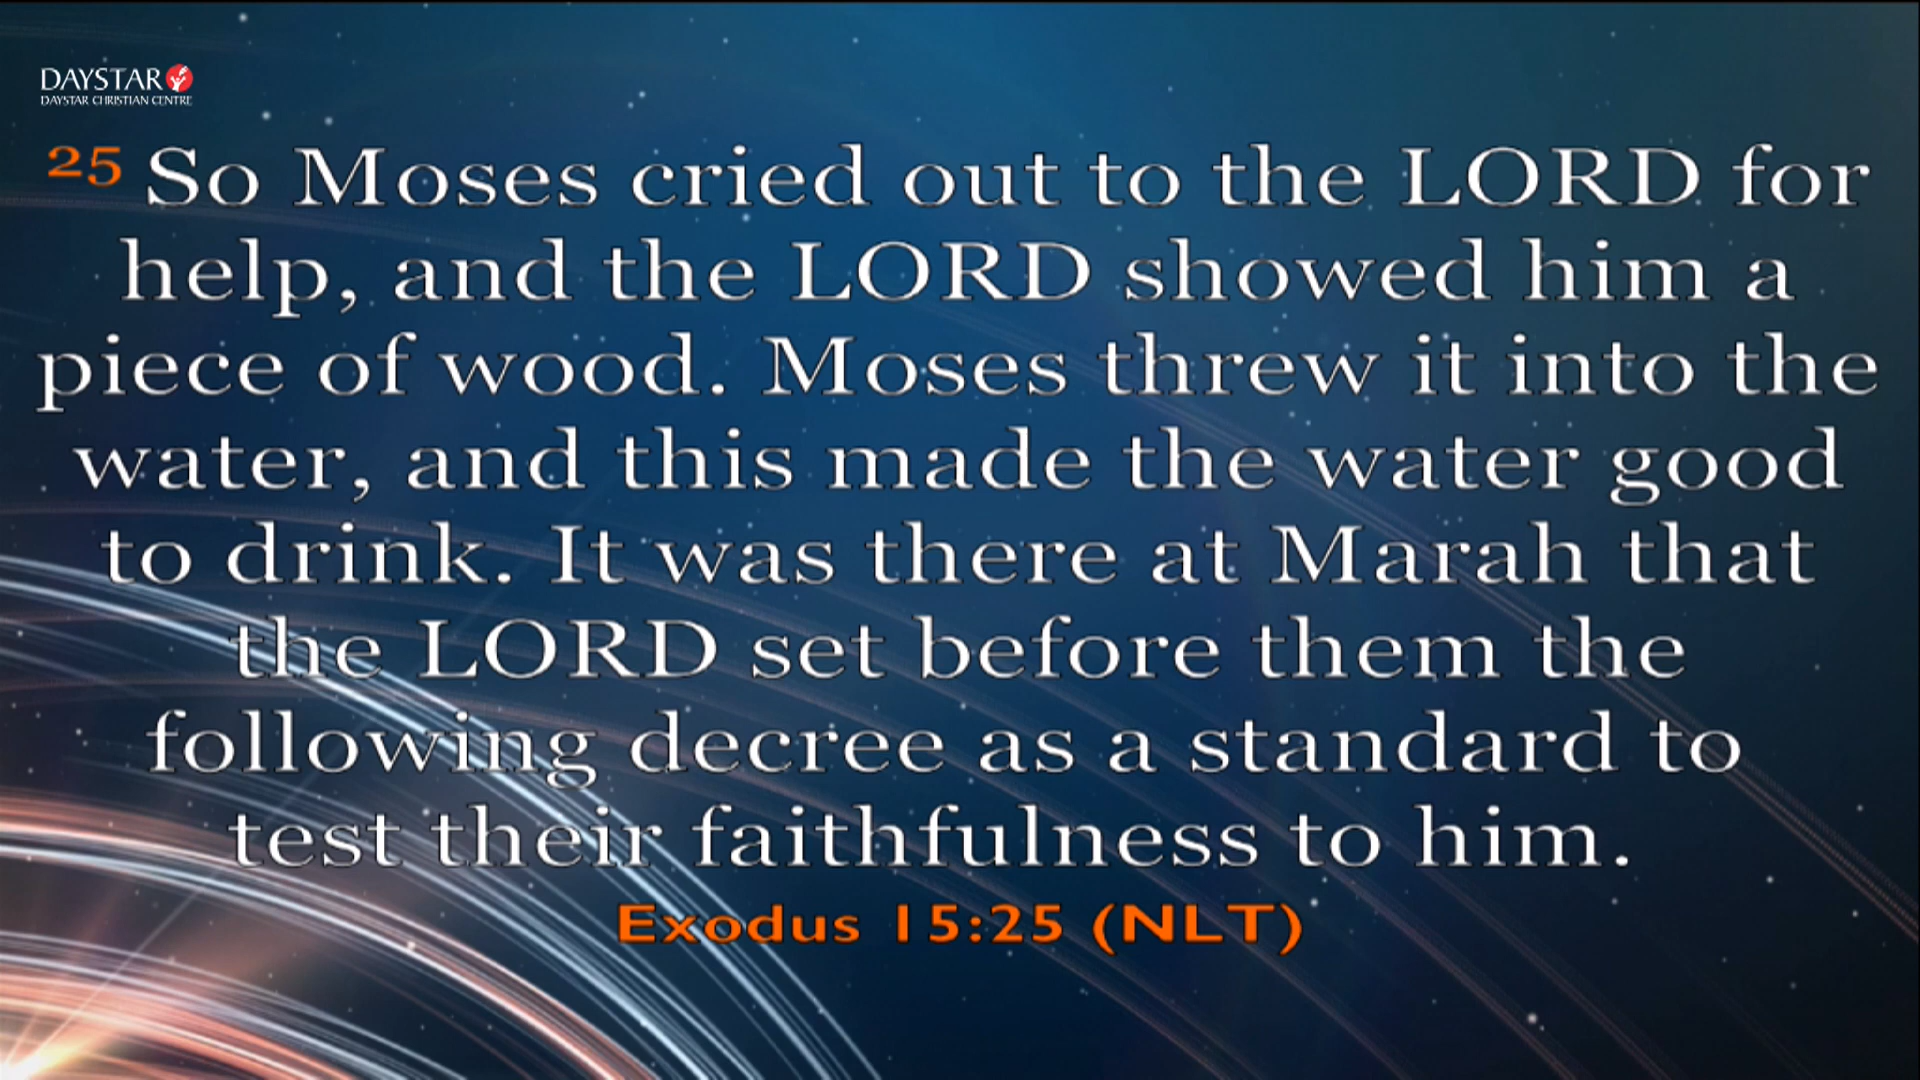 DAYSTAR
DAYSTAR CHRISTIAN CENTRE
25 So Moses cried out to the LORD for
help, and the LORD showed him a
piece of wood. Moses threw it into the
water, and this made the water good
to drink. It was there at Marah that
the LORD set before them the
following decree as a standard to
test their faithfulness to him.
Exodus 15:25 (NLT)